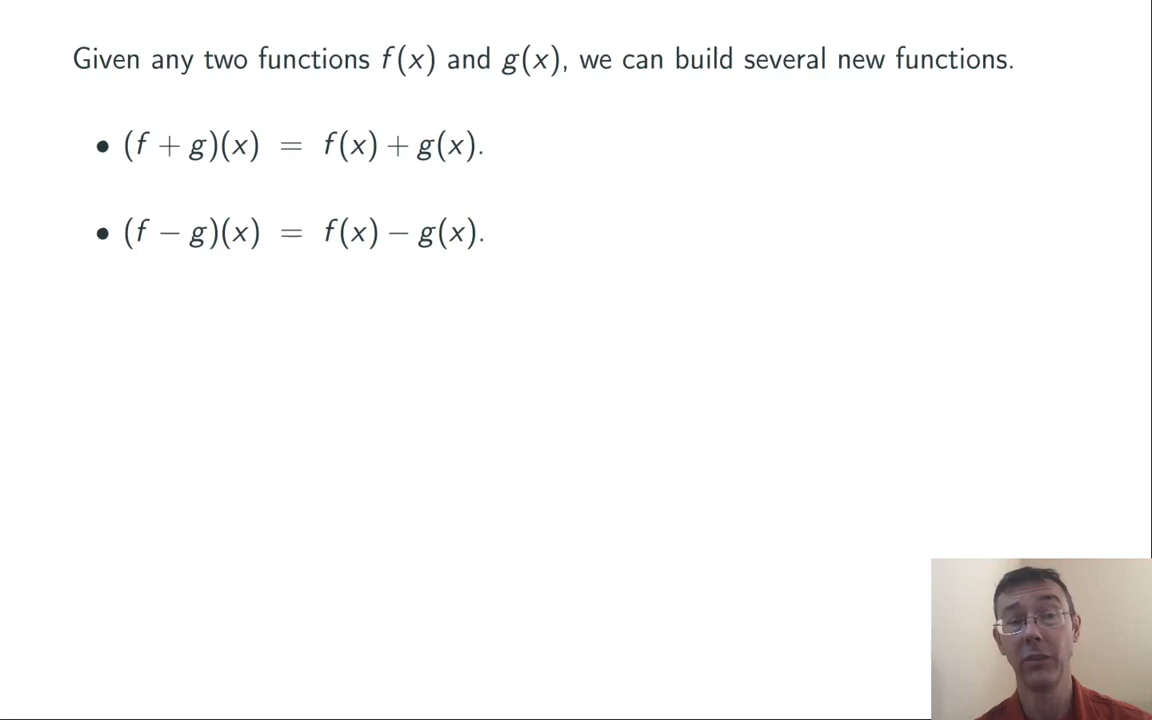 Given any two functions f(x) and g(x), we can build several new functions.
• (f + g)(x) = f(x) + g(x).
• (f − g)(x) = f(x) − g(x).